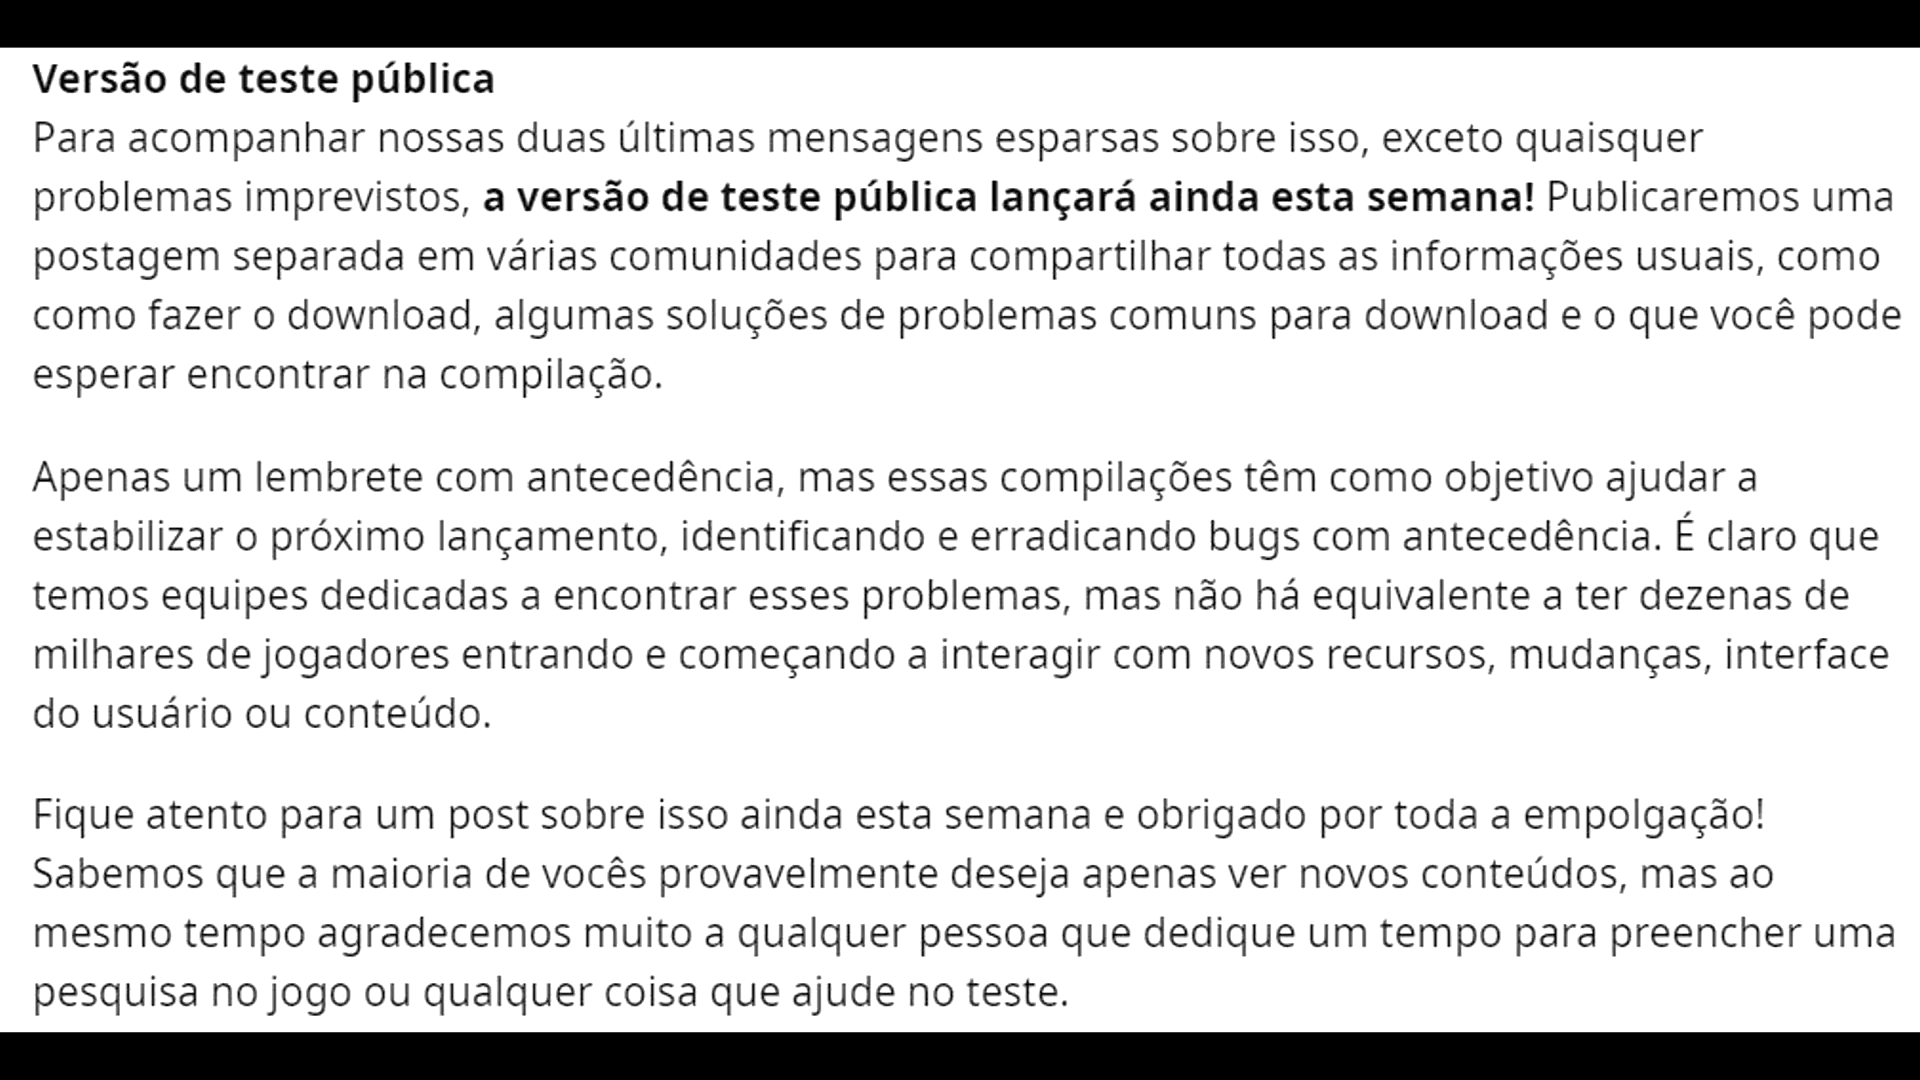 Versão de teste pública
Para acompanhar nossas duas últimas mensagens esparsas sobre isso, exceto quaisquer
problemas imprevistos, a versão de teste pública lançará ainda esta semana! Publicaremos uma
postagem separada em várias comunidades para compartilhar todas as informações usuais, como
como fazer o download, algumas soluções de problemas comuns para download e o que você pode
esperar encontrar na compilação.
Apenas um lembrete com antecedência, mas essas compilações têm como objetivo ajudar a
estabilizar o próximo lançamento, identificando e erradicando bugs com antecedência. É claro que
temos equipes dedicadas a encontrar esses problemas, mas não há equivalente a ter dezenas de
milhares de jogadores entrando e começando a interagir com novos recursos, mudanças, interface
do usuário ou conteúdo.
Fique atento para um post sobre isso ainda esta semana e obrigado por toda a empolgação!
Sabemos que a maioria de vocês provavelmente deseja apenas ver novos conteúdos, mas ao
mesmo tempo agradecemos muito a qualquer pessoa que dedique um tempo para preencher uma
pesquisa no jogo ou qualquer coisa que ajude no teste.